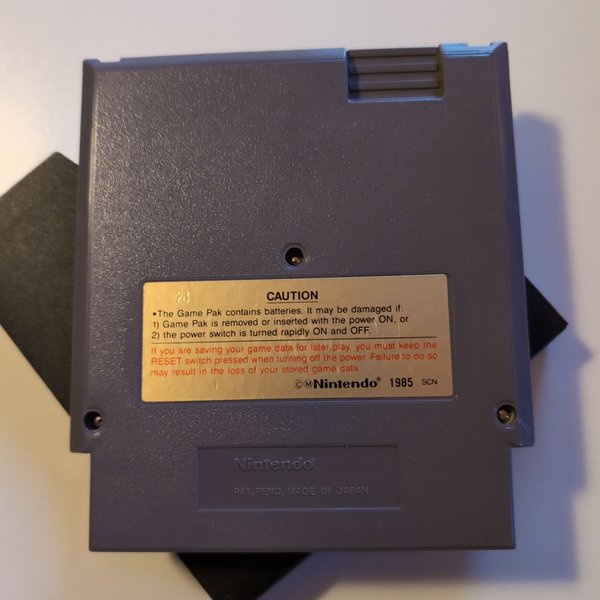 28
CAUTION
•The Game Pak contains batteries. It may be damaged if:
1) Game Pak is removed or inserted with the power ON, or
2) the power switch is turned rapidly ON and OFF.
If you are saving your game data for later play, you must keep the
RESET switch pressed when turning off the power. Failure to do so
may result in the loss of your stored game data.
©Ⓜ Nintendo® 1985 SCN
Nintendo®
PAT. PEND. MADE IN JAPAN